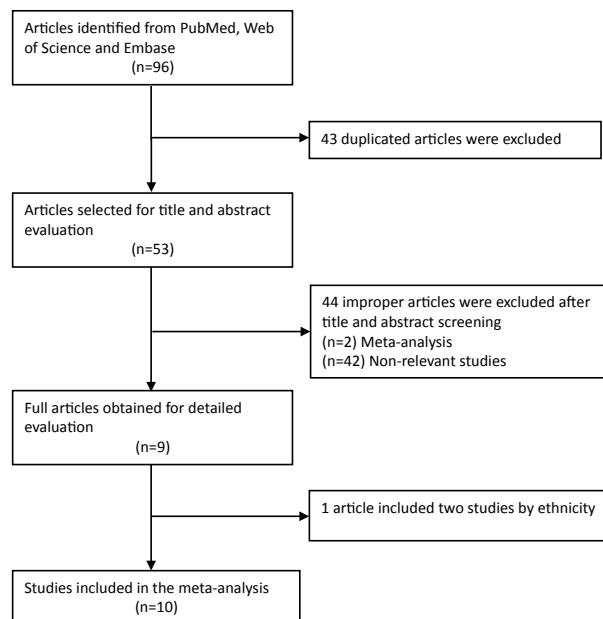 Articles identified from PubMed, Web
of Science and Embase
(n=96)
43 duplicated articles were excluded
Articles selected for title and abstract
evaluation
(n=53)
44 improper articles were excluded after
title and abstract screening
(n=2) Meta-analysis
(n=42) Non-relevant studies
Full articles obtained for detailed
evaluation
(n=9)
1 article included two studies by ethnicity
Studies included in the meta-analysis
(n=10)